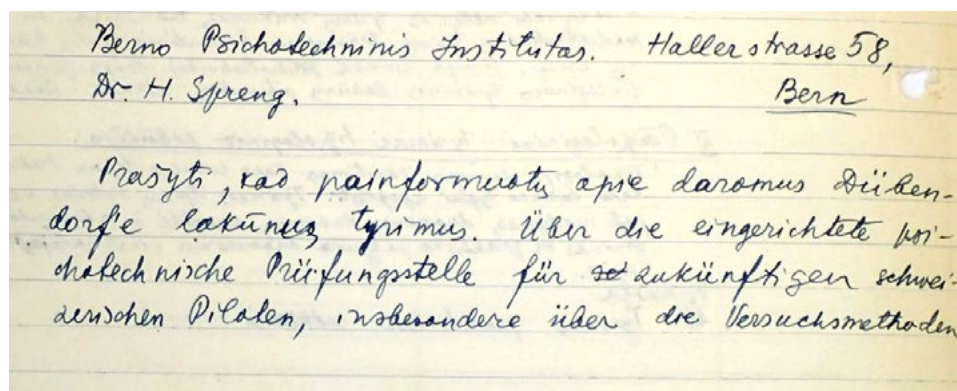 Berno Psichotechninis Institutas. Hallerstrasse 58,
Dr. H. Spreng. Bern
Prašyti, kad painformuotų apie daromus Düben-
dorf'e lakūnų tyrimus. Über die eingerichtete psi-
chotechnische Prüfungsstelle für zukünftigen schwei-
zerischen Piloten, insbesondere über die Versuchsmethoden